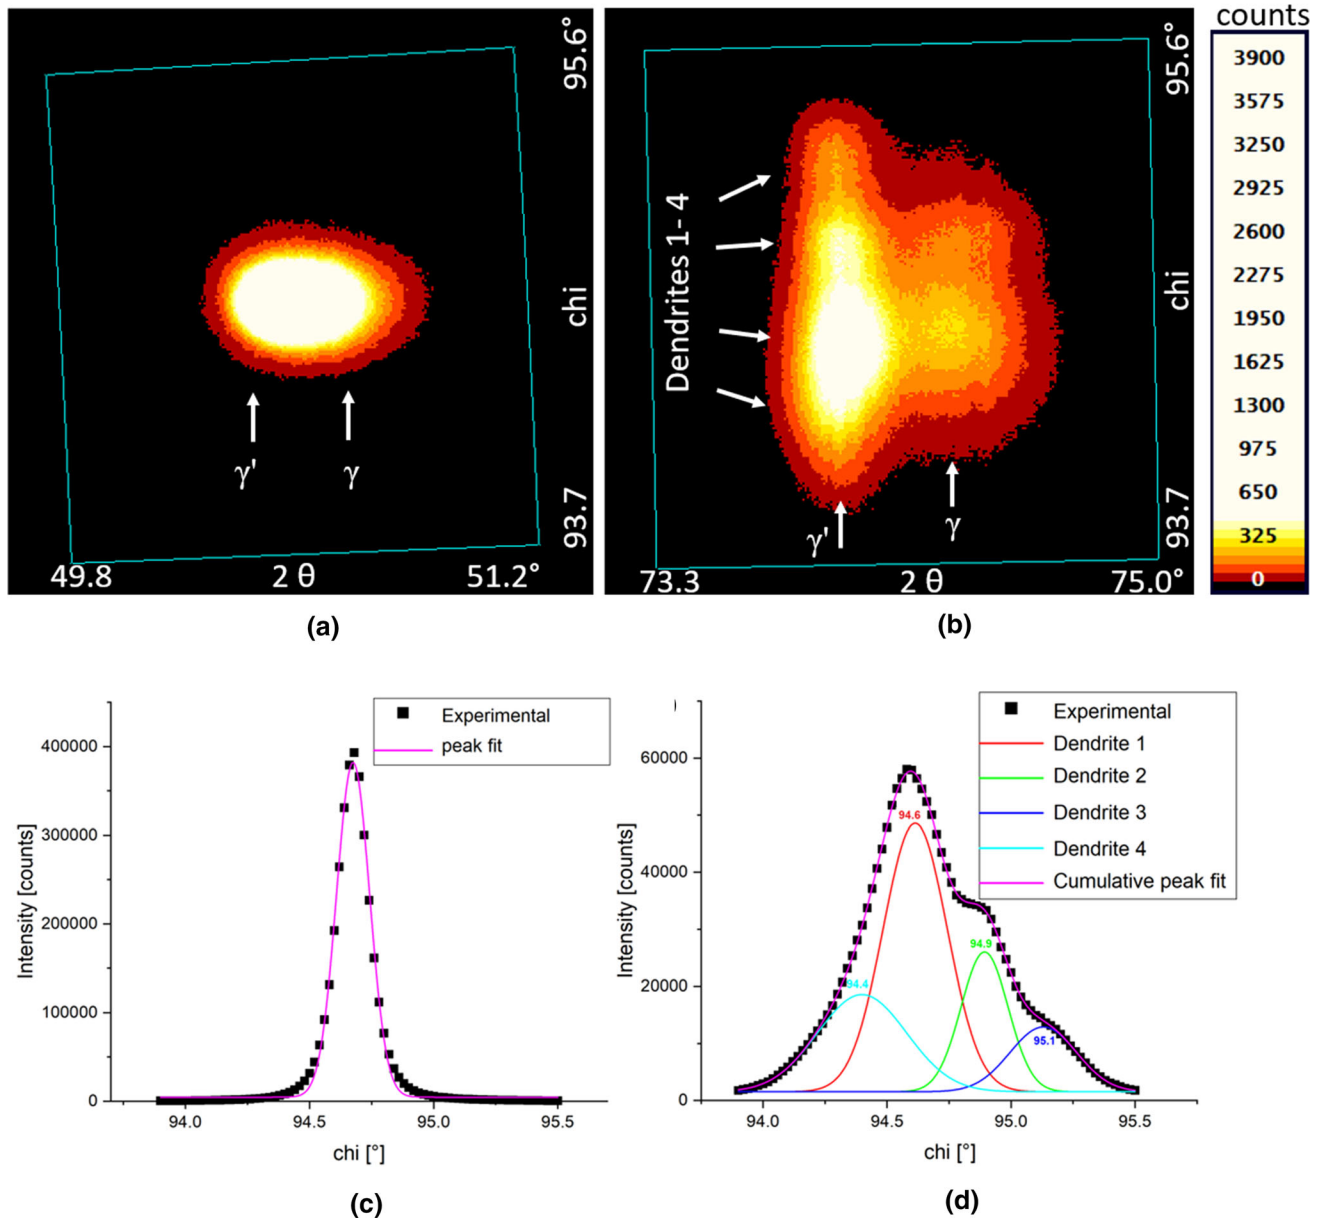 95.6°
chi
93.7
γ'
γ
49.8
2 θ
51.2°
(a)
95.6°
Dendrites 1- 4
chi
93.7
γ'
γ
73.3
2 θ
75.0°
(b)
counts
3900
3575
3250
2925
2600
2275
1950
1625
1300
975
650
325
0
Experimental
peak fit
400000
300000
200000
100000
0
Intensity [counts]
94.0
94.5
95.0
95.5
chi [°]
(c)
)
Experimental
Dendrite 1
Dendrite 2
Dendrite 3
Dendrite 4
Cumulative peak fit
60000
40000
20000
0
Intensity [counts]
94.6
94.9
94.4
95.1
94.0
94.5
95.0
95.5
chi [°]
(d)